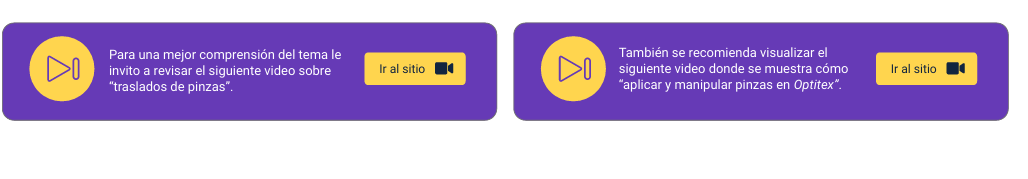 Para una mejor comprensión del tema le
invito a revisar el siguiente video sobre
“traslados de pinzas”.
Ir al sitio
También se recomienda visualizar el
siguiente video donde se muestra cómo
“aplicar y manipular pinzas en Optitex”.
Ir al sitio